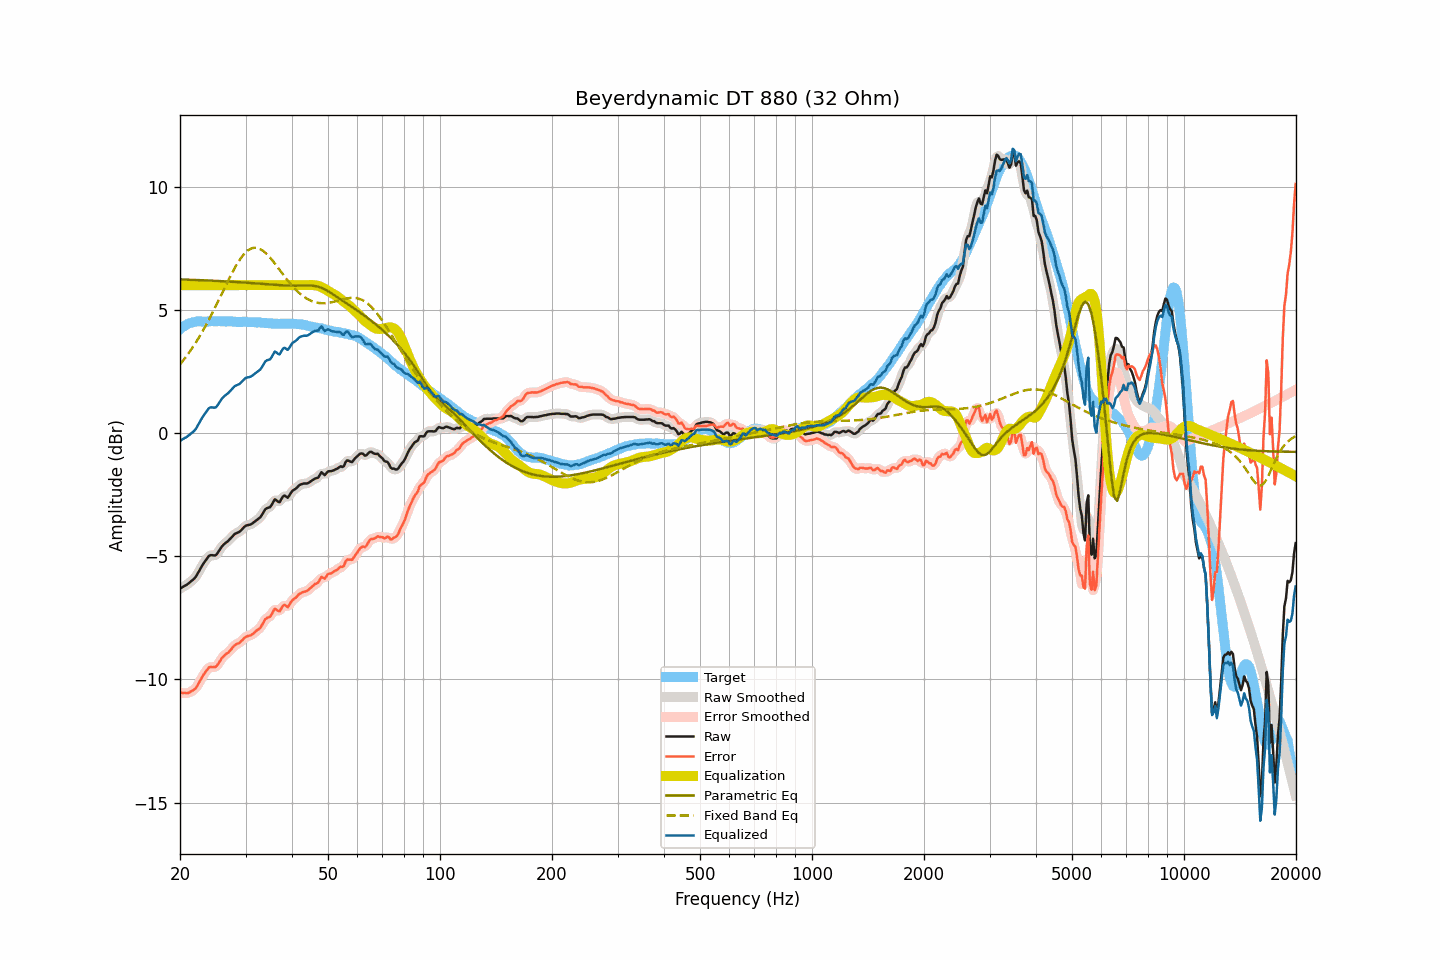 Beyerdynamic DT 880 (32 Ohm)
Amplitude (dBr)
10
5
0
−5
−10
−15
Target
Raw Smoothed
Error Smoothed
Raw
Error
Equalization
Parametric Eq
Fixed Band Eq
Equalized
20 50 100 200 500 1000 2000 5000 10000 20000
Frequency (Hz)